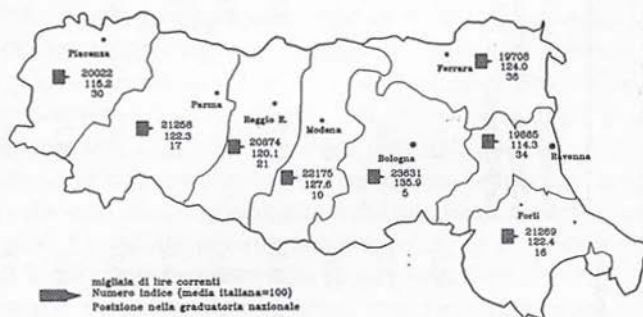 Piacenza
20022
115.2
30
Parma
21258
122.3
17
Reggio E.
20874
120.1
21
Modena
22175
127.6
10
Bologna
23631
135.9
5
Ferrara
19708
124.0
36
19865
114.3
34
Ravenna
Forlì
21269
122.4
16
migliaia di lire correnti
Numero indice (media italiana=100)
Posizione nella graduatoria nazionale